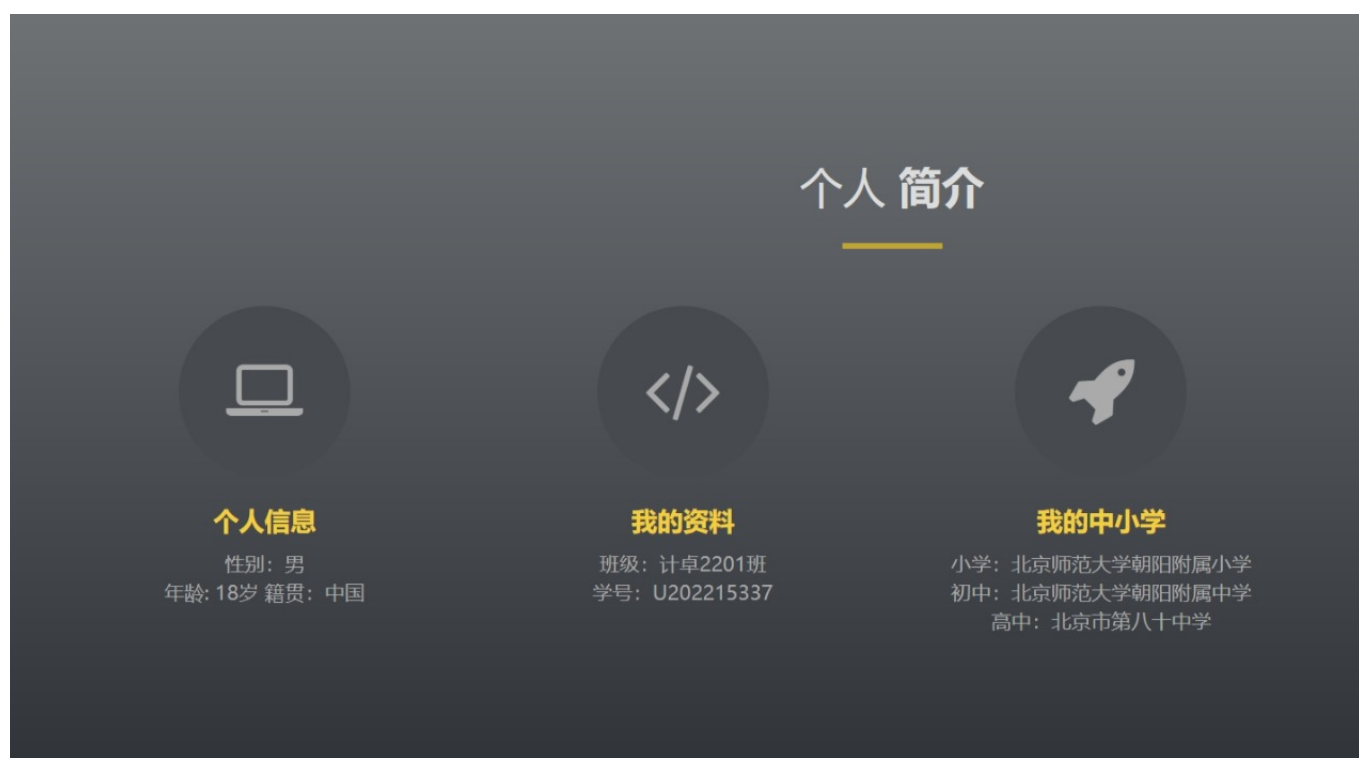 个人 简介
个人信息
性别：男
年龄: 18岁 籍贯：中国
我的资料
班级：计卓2201班
学号：U202215337
我的中小学
小学：北京师范大学朝阳附属小学
初中：北京师范大学朝阳附属中学
高中：北京市第八十中学